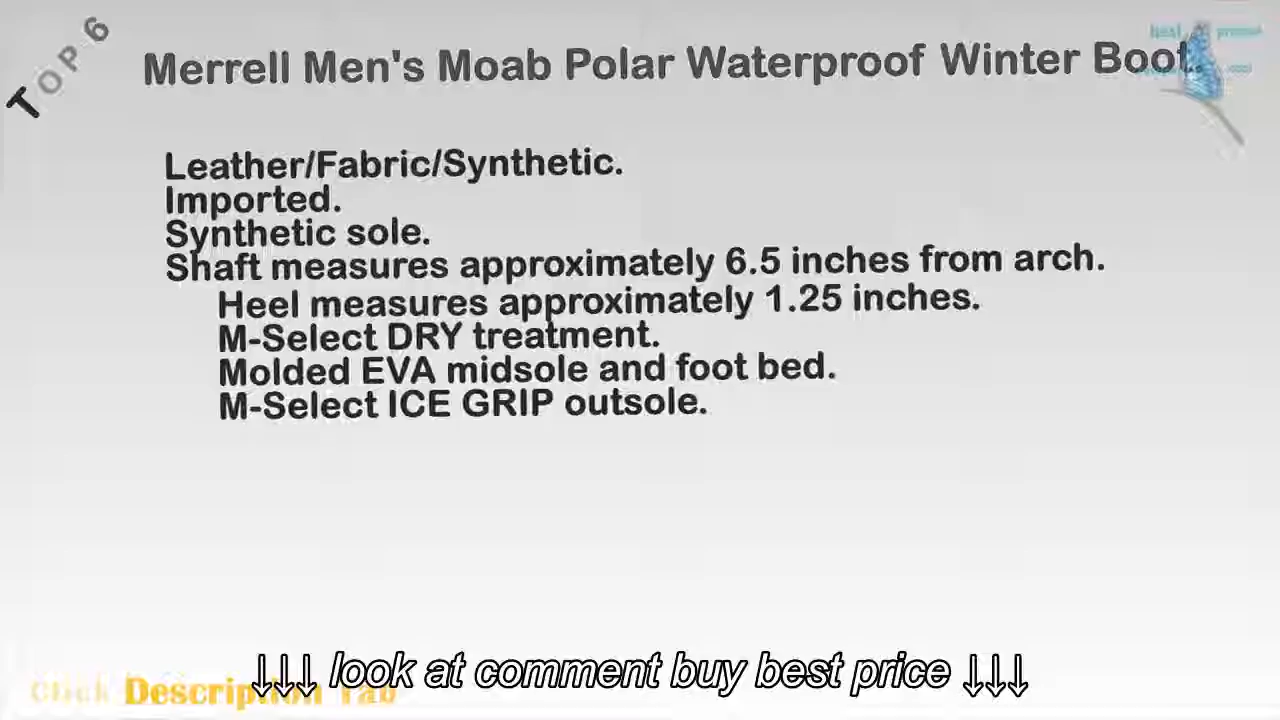 TOP 6
Merrell Men's Moab Polar Waterproof Winter Boot.
Leather/Fabric/Synthetic.
Imported.
Synthetic sole.
Shaft measures approximately 6.5 inches from arch.
Heel measures approximately 1.25 inches.
M-Select DRY treatment.
Molded EVA midsole and foot bed.
M-Select ICE GRIP outsole.
↓↓↓ look at comment buy best price ↓↓↓
Click Description Tab